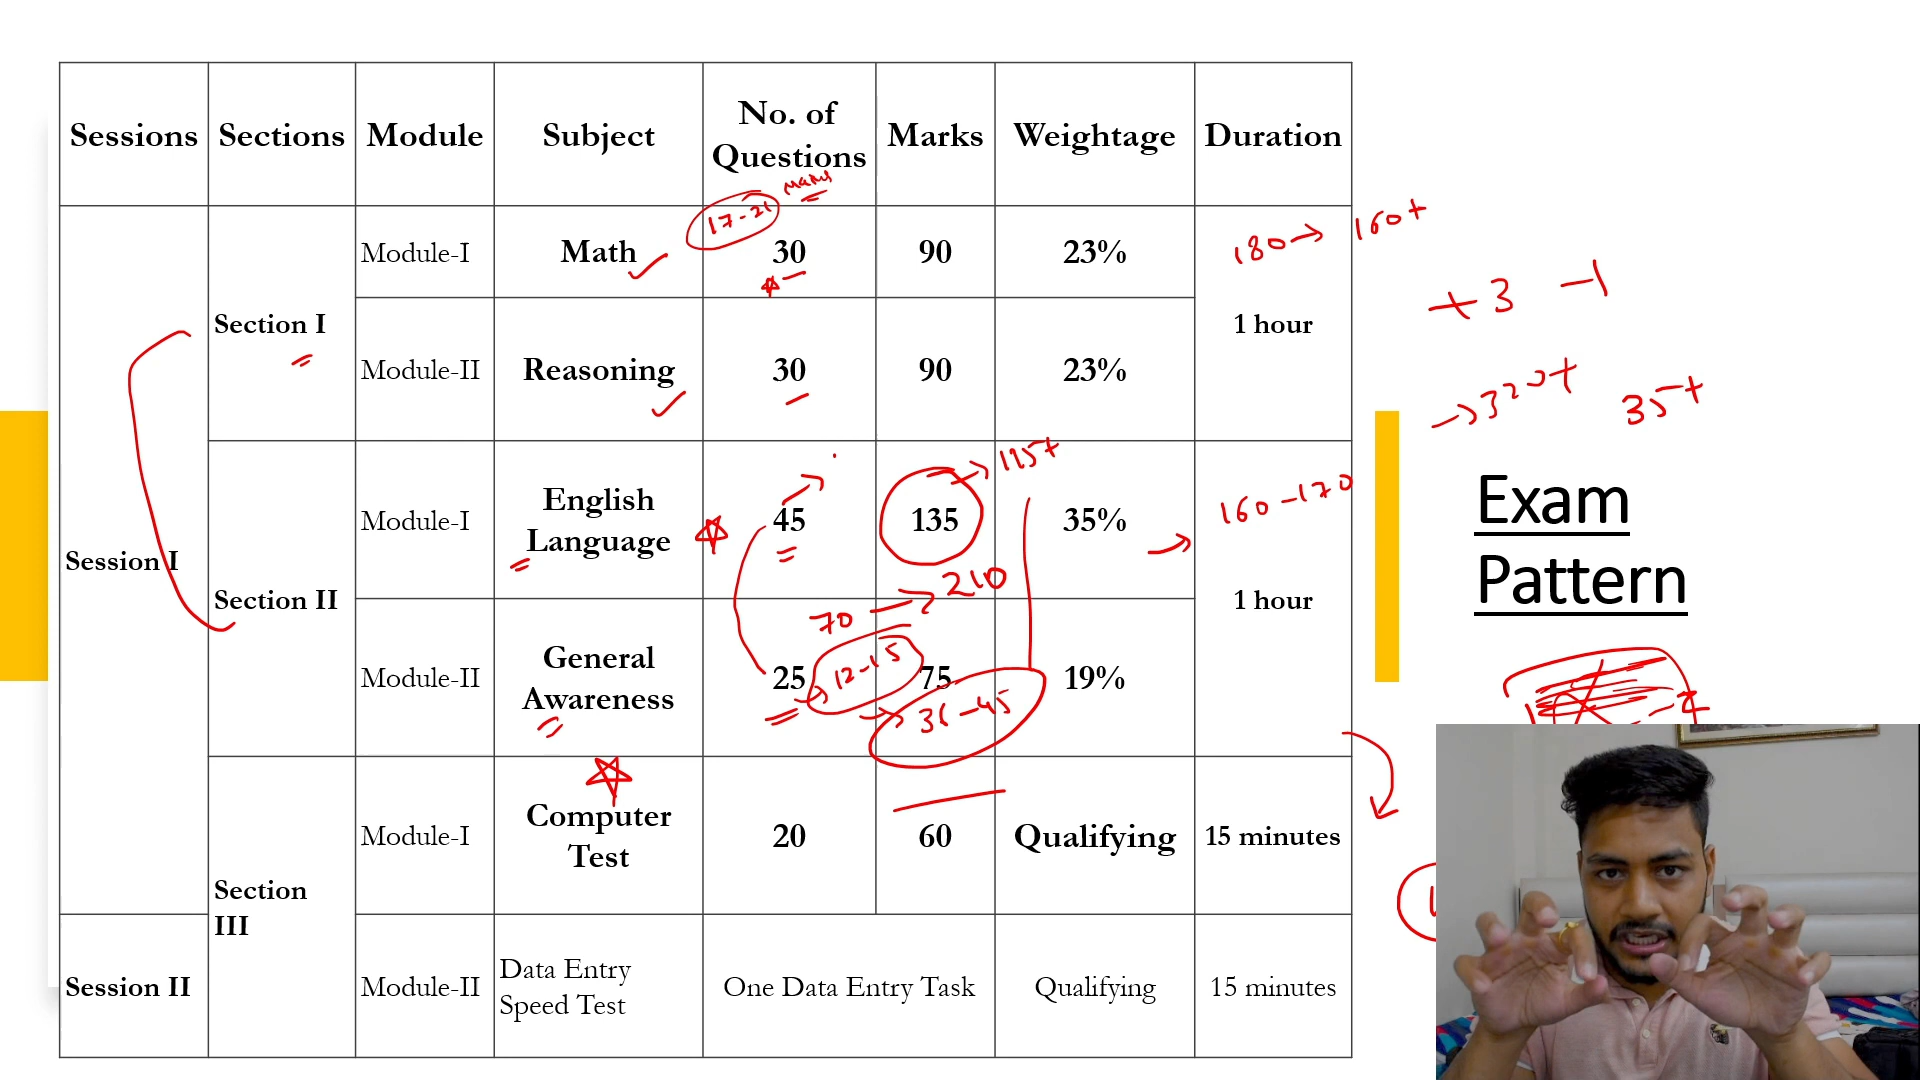 Sessions Sections Module Subject No. of Questions Marks Weightage Duration
marks
17-21
Session I Section I Module-I Math 30 90 23% 1 hour
180 → 160+
+3 -1
Module-II Reasoning 30 90 23%
→ 320+ 35+
Section II Module-I English Language 45 135 35% 1 hour
→ 115+
→ 160-170
70 → 210
Module-II General Awareness 25 75 19%
→ 12-15
→ 36-45
Section III Module-I Computer Test 20 60 Qualifying 15 minutes
Session II Module-II Data Entry Speed Test One Data Entry Task Qualifying 15 minutes
Exam
Pattern